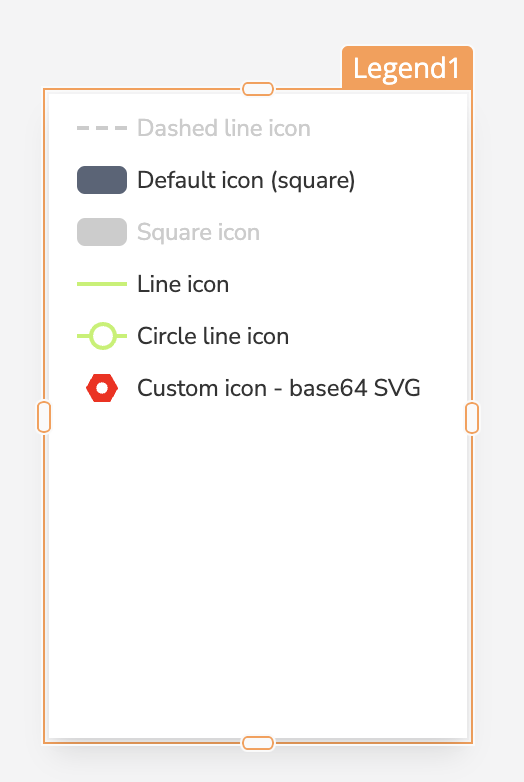 Legend1
Dashed line icon
Default icon (square)
Square icon
Line icon
Circle line icon
Custom icon - base64 SVG